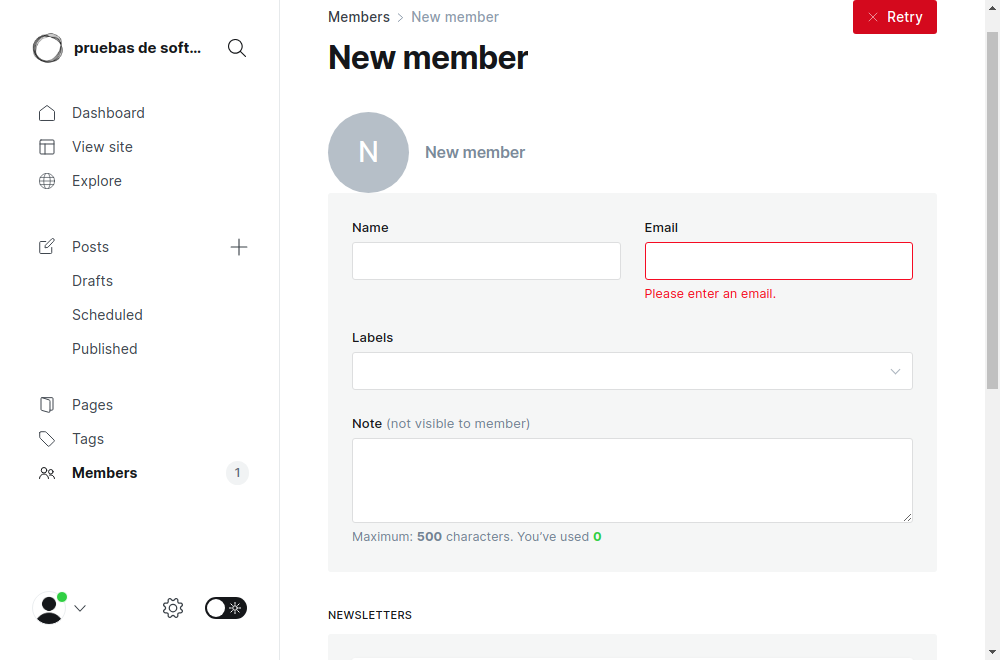 pruebas de soft...
Dashboard
View site
Explore
Posts
Drafts
Scheduled
Published
Pages
Tags
Members 1
Members New member
Retry
New member
N New member
Name
Email
Please enter an email.
Labels
Note (not visible to member)
Maximum: 500 characters. You’ve used 0
NEWSLETTERS